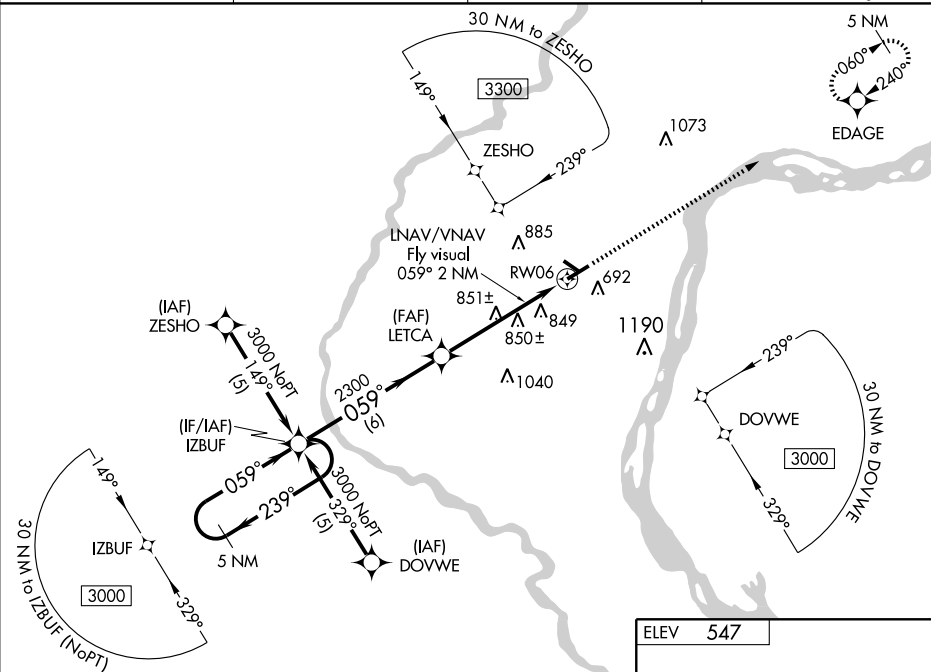 30 NM to ZESHO
149°
3300
ZESHO
239°
5 NM
060°
240°
EDAGE
1073
885
LNAV/VNAV
Fly visual
059° 2 NM
RW06
692
851±
849
850±
1190
1040
(FAF)
LETCA
(IAF)
ZESHO
3000 NoPT
149°
(5)
2300
059°
(6)
(IF/IAF)
IZBUF
059°
239°
5 NM
3000 NoPT
329°
(5)
(IAF)
DOVWE
149°
IZBUF
3000
329°
30 NM to IZBUF (NoPT)
239°
DOVWE
3000
329°
30 NM to DOVWE
ELEV 547